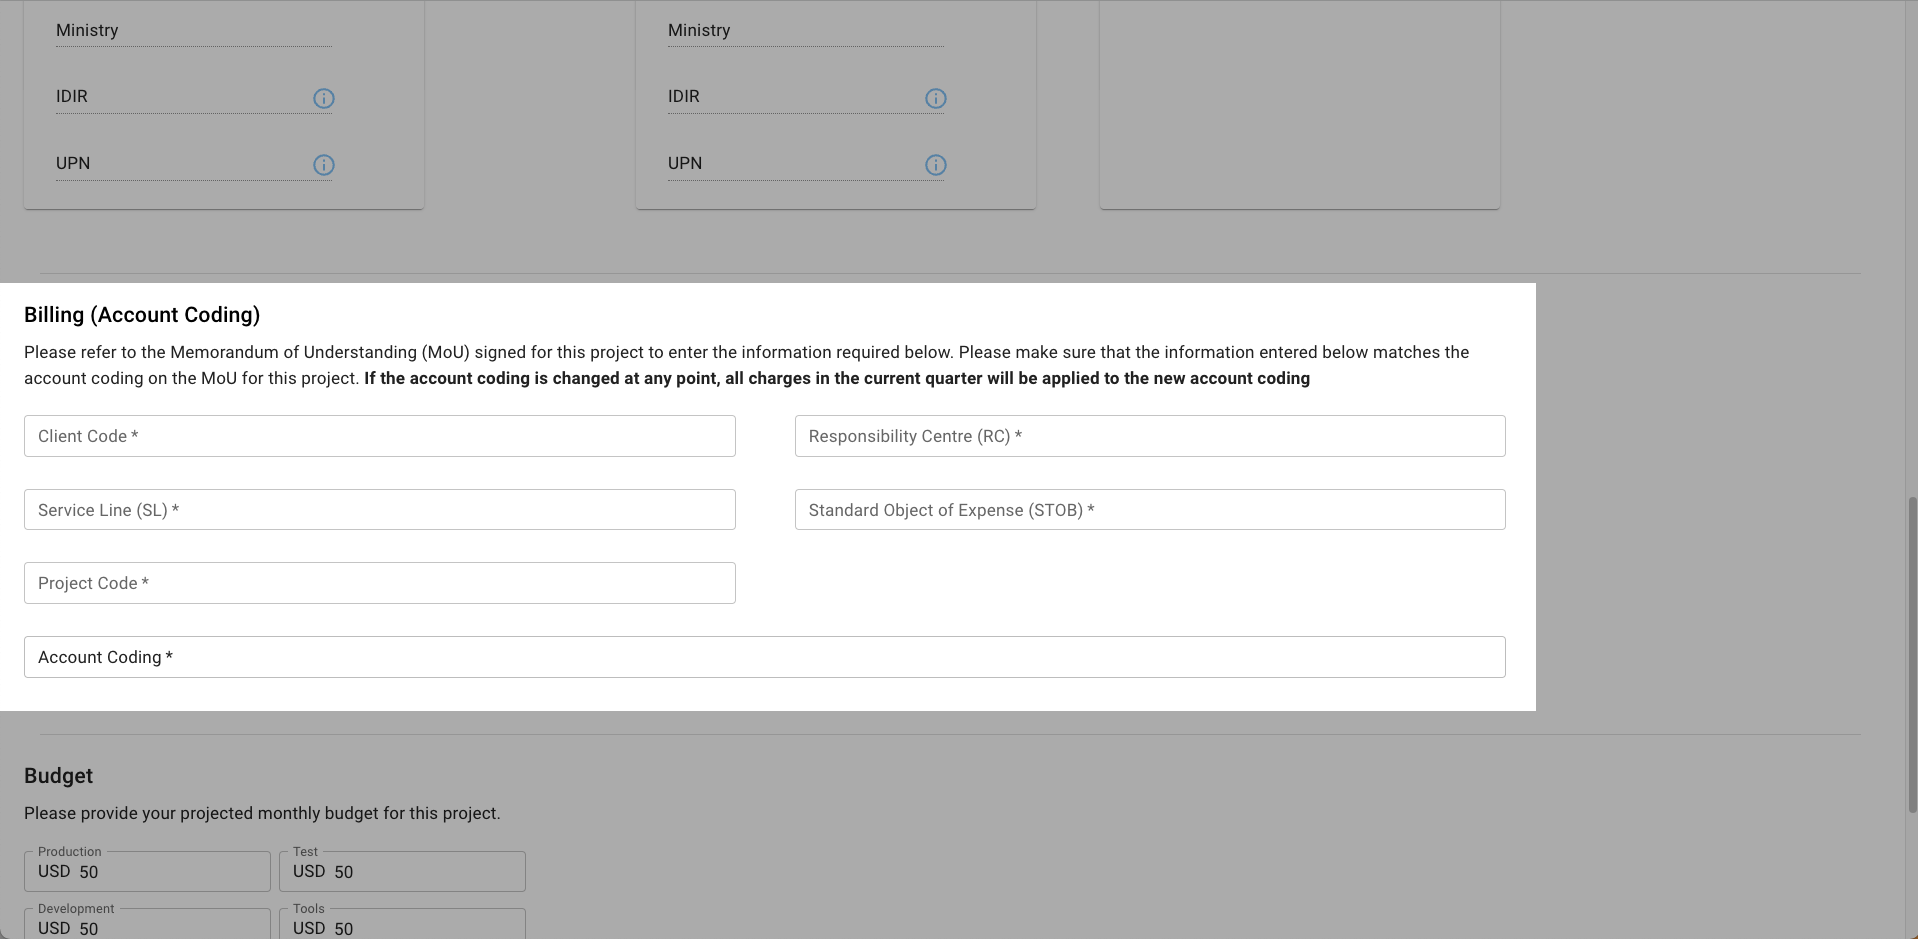 Ministry
Ministry
IDIR
IDIR
UPN
UPN
Billing (Account Coding)
Please refer to the Memorandum of Understanding (MoU) signed for this project to enter the information required below. Please make sure that the information entered below matches the
account coding on the MoU for this project. If the account coding is changed at any point, all charges in the current quarter will be applied to the new account coding
Client Code *
Responsibility Centre (RC) *
Service Line (SL) *
Standard Object of Expense (STOB) *
Project Code *
Account Coding *
Budget
Please provide your projected monthly budget for this project.
Production
USD 50
Test
USD 50
Development
USD 50
Tools
USD 50